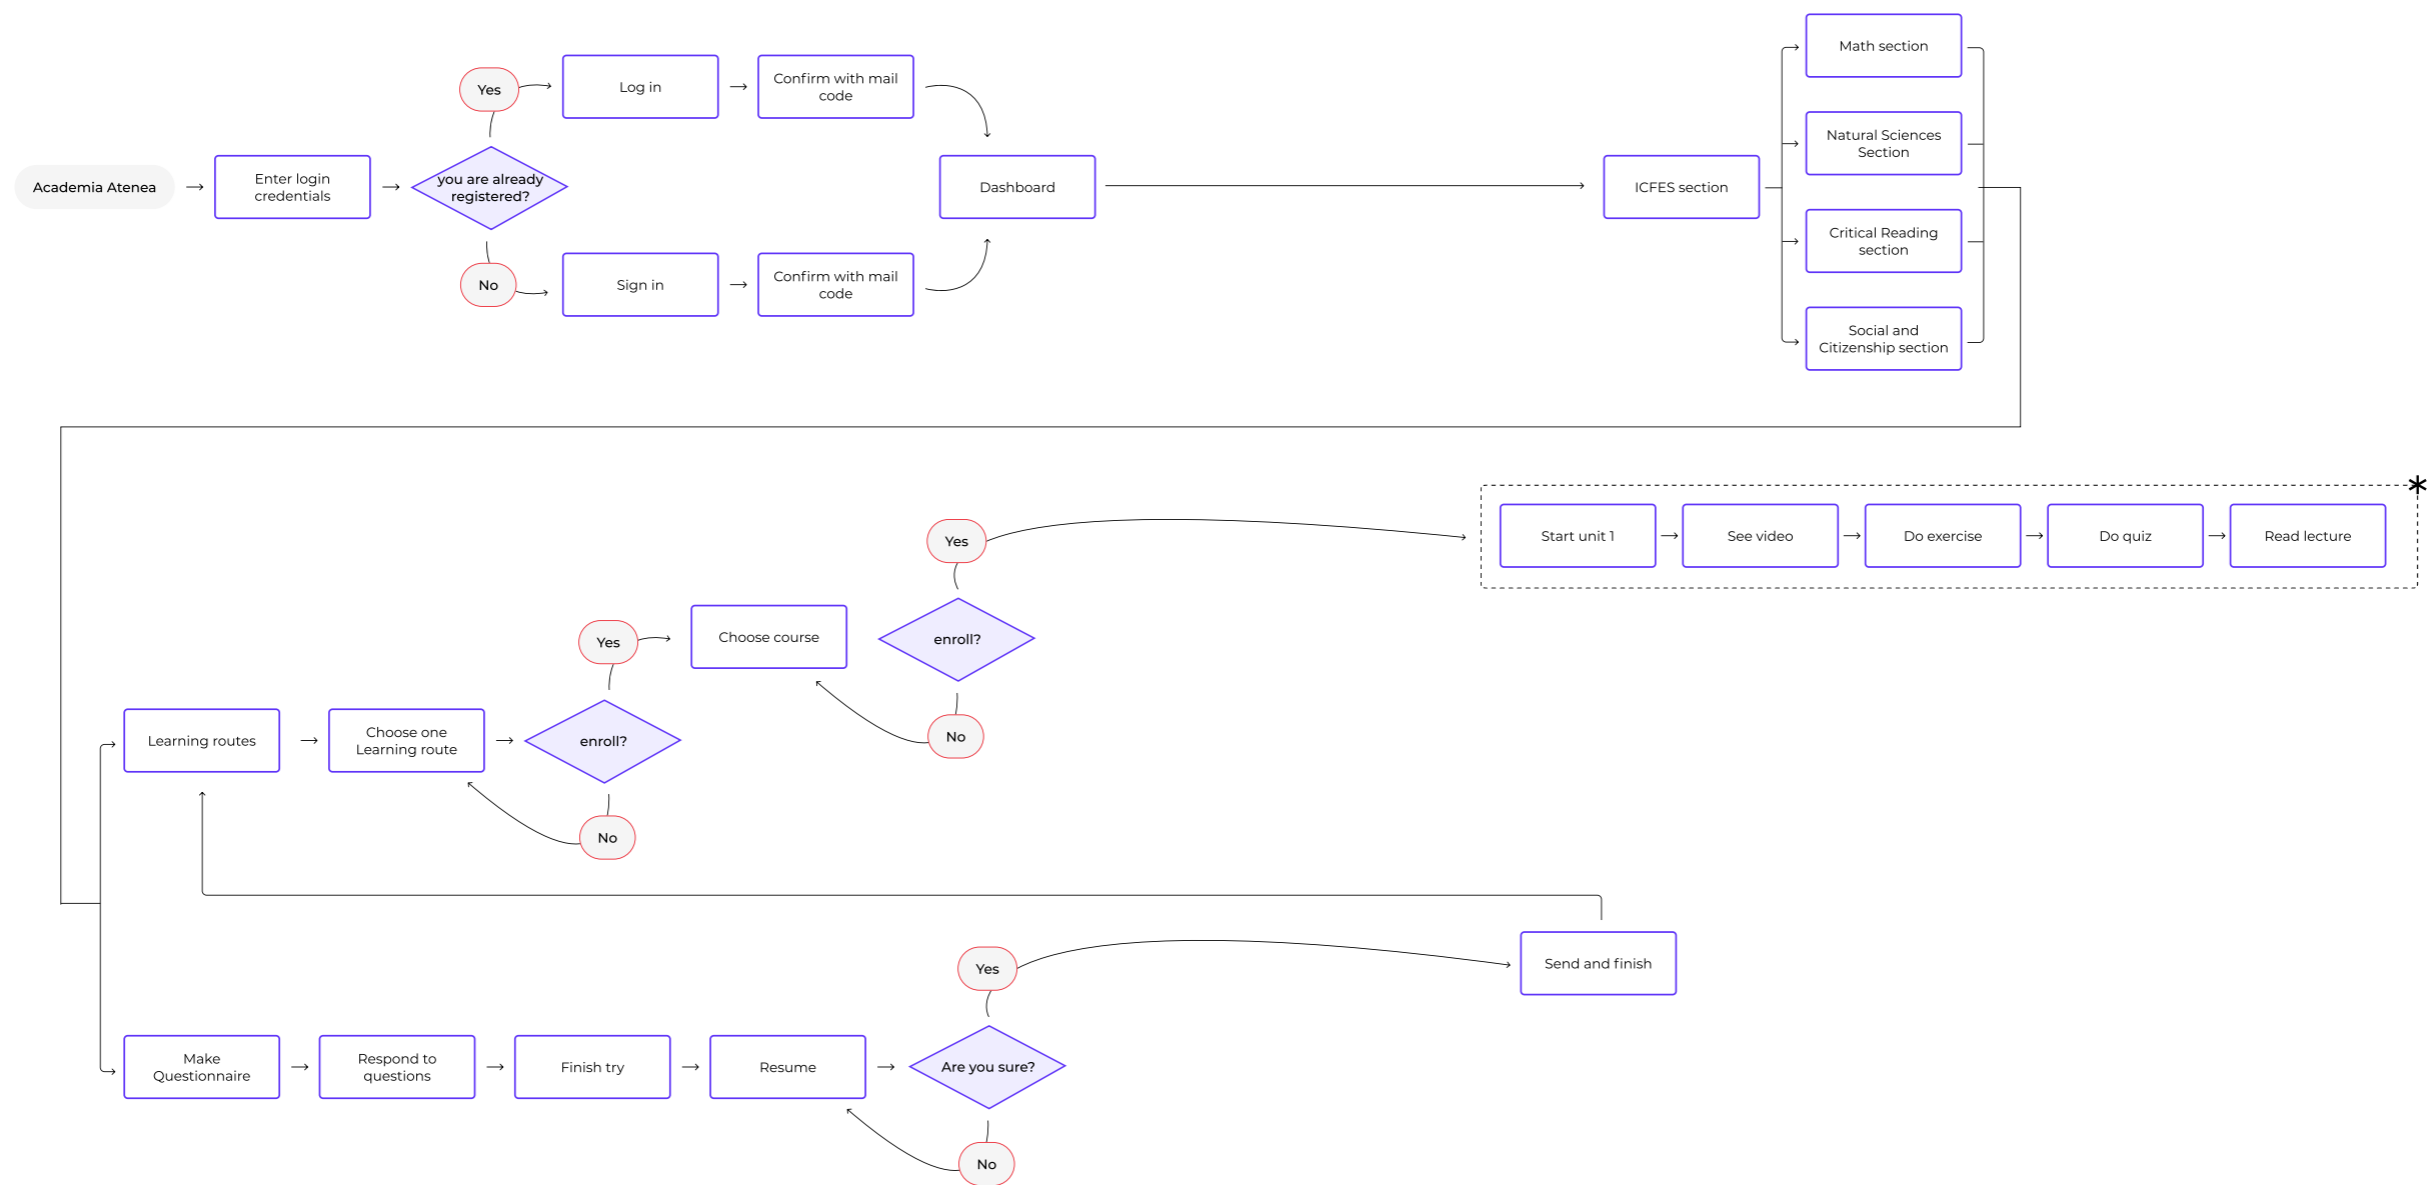 Math section
Yes
Log in
Confirm with mail
code
Natural Sciences
Section
Academia Atenea
Enter login
credentials
you are already
registered?
Dashboard
ICFES section
Critical Reading
section
No
Sign in
Confirm with mail
code
Social and
Citizenship section
*
Yes
Start unit 1
See video
Do exercise
Do quiz
Read lecture
Yes
Choose course
enroll?
Learning routes
Choose one
Learning route
enroll?
No
No
Yes
Send and finish
Make
Questionnaire
Respond to
questions
Finish try
Resume
Are you sure?
No